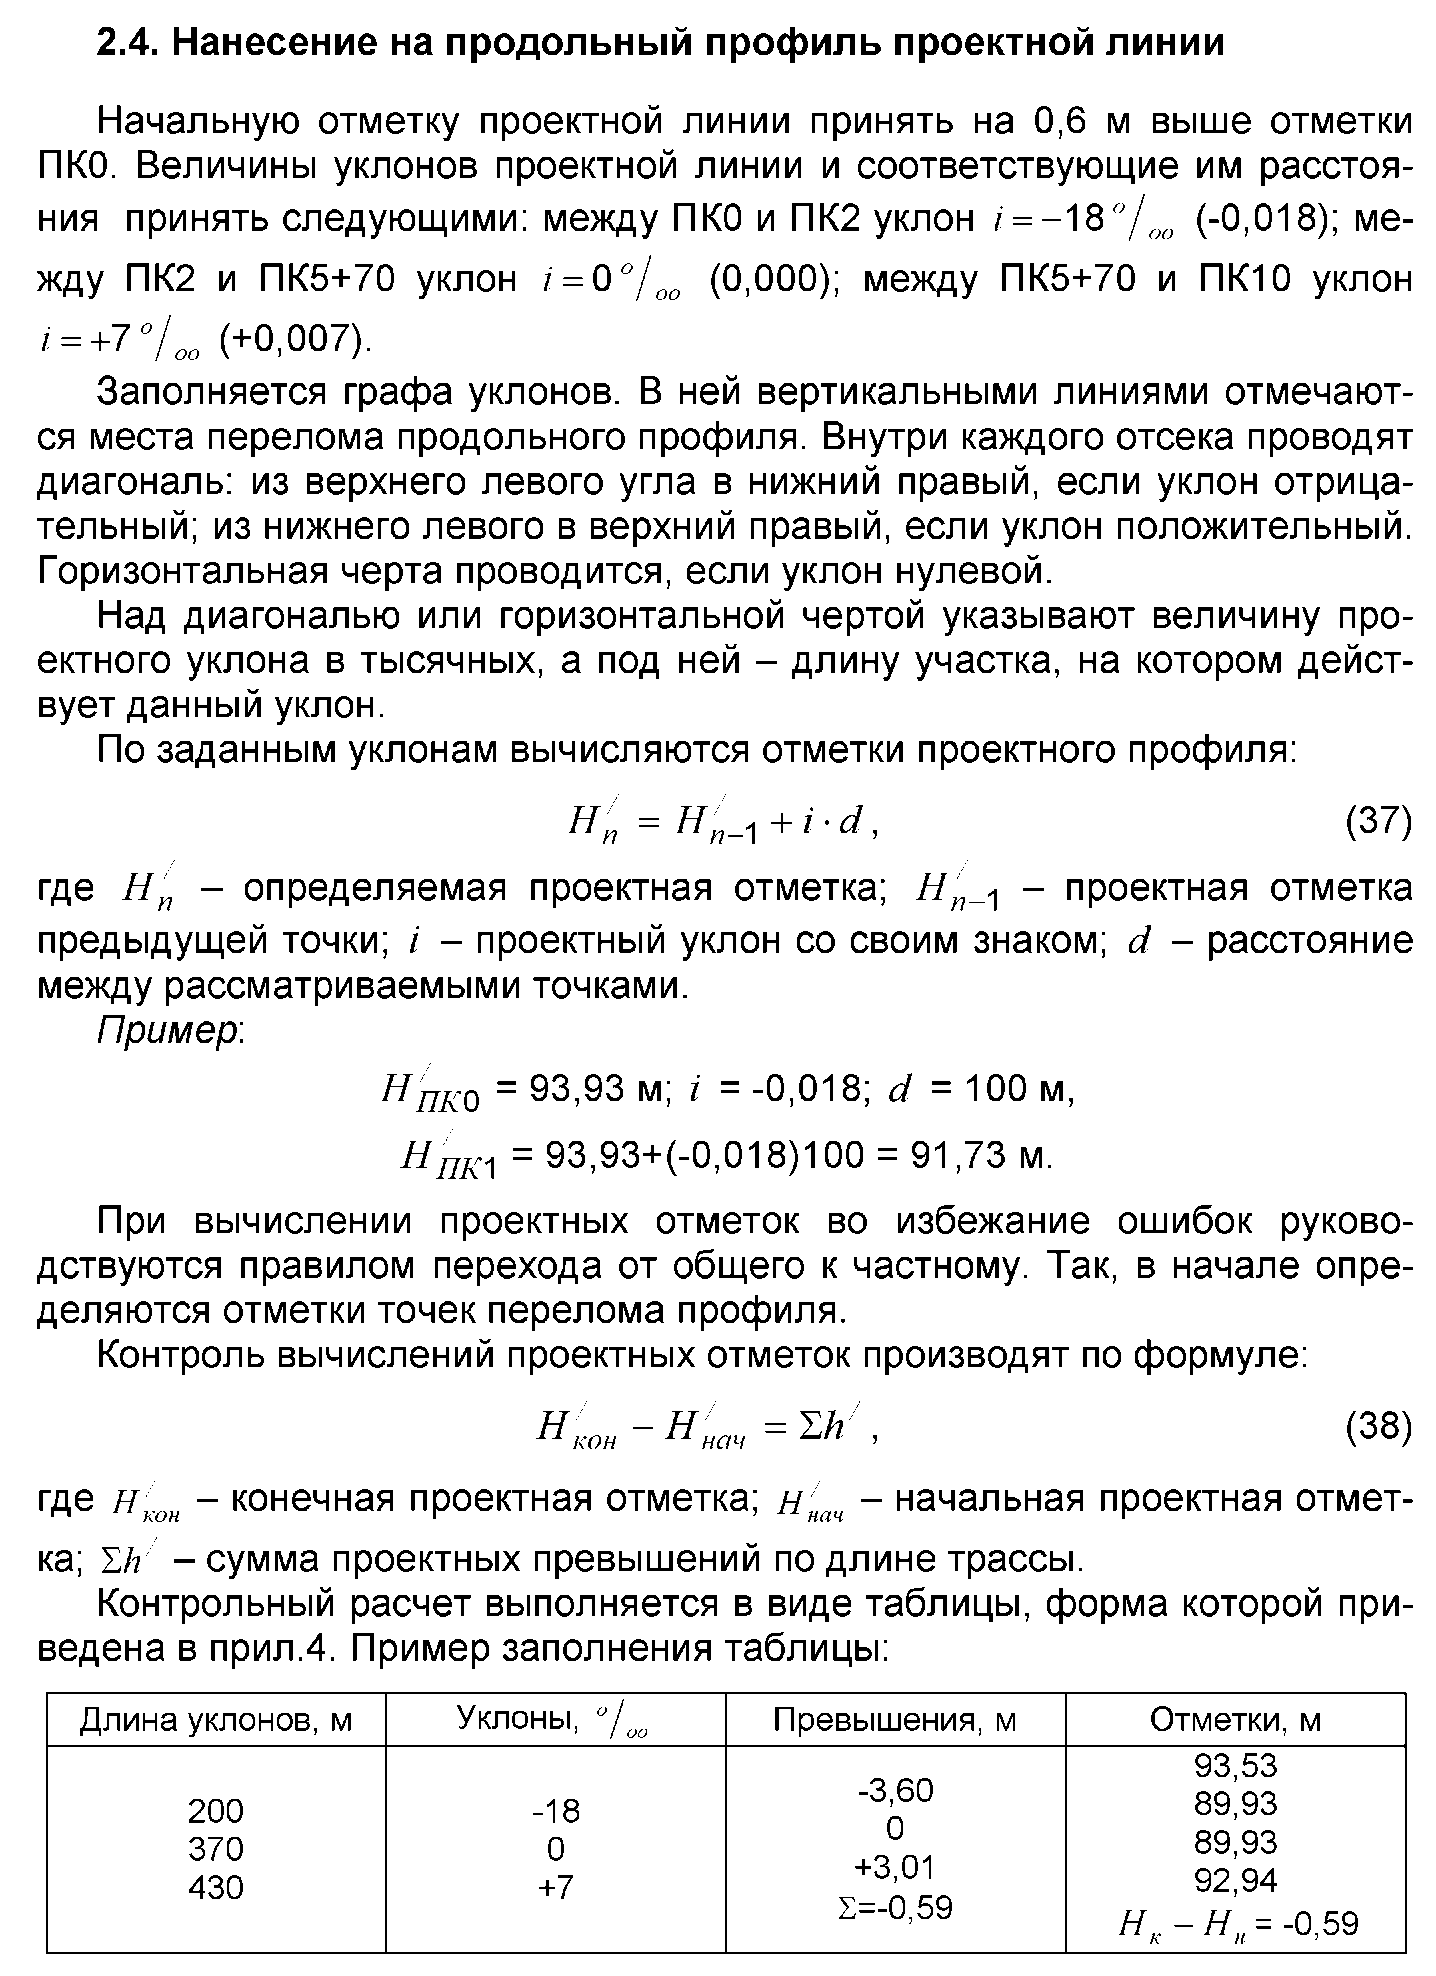 2.4. Нанесение на продольный профиль проектной линии
Начальную отметку проектной линии принять на 0,6 м выше отметки
ПК0. Величины уклонов проектной линии и соответствующие им расстоя-
ния принять следующими: между ПК0 и ПК2 уклон i = −18 о/оо (-0,018); ме-
жду ПК2 и ПК5+70 уклон i = 0 о/оо (0,000); между ПК5+70 и ПК10 уклон
i = +7 о/оо (+0,007).
Заполняется графа уклонов. В ней вертикальными линиями отмечают-
ся места перелома продольного профиля. Внутри каждого отсека проводят
диагональ: из верхнего левого угла в нижний правый, если уклон отрица-
тельный; из нижнего левого в верхний правый, если уклон положительный.
Горизонтальная черта проводится, если уклон нулевой.
Над диагональю или горизонтальной чертой указывают величину про-
ектного уклона в тысячных, а под ней – длину участка, на котором дейст-
вует данный уклон.
По заданным уклонам вычисляются отметки проектного профиля:
H′n = H′n−1 + i · d , (37)
где H′n – определяемая проектная отметка; H′n−1 – проектная отметка
предыдущей точки; i – проектный уклон со своим знаком; d – расстояние
между рассматриваемыми точками.
Пример:
H′ПК0 = 93,93 м; i = -0,018; d = 100 м,
H′ПК1 = 93,93+(-0,018)100 = 91,73 м.
При вычислении проектных отметок во избежание ошибок руково-
дствуются правилом перехода от общего к частному. Так, в начале опре-
деляются отметки точек перелома профиля.
Контроль вычислений проектных отметок производят по формуле:
H′кон − H′нач = Σh′ , (38)
где H′кон – конечная проектная отметка; H′нач – начальная проектная отмет-
ка; Σh′ – сумма проектных превышений по длине трассы.
Контрольный расчет выполняется в виде таблицы, форма которой при-
ведена в прил.4. Пример заполнения таблицы:
Длина уклонов, м Уклоны, о/оо Превышения, м Отметки, м
93,53
-3,60
200 -18 89,93
0
370 0 89,93
+3,01
430 +7 92,94
Σ=-0,59
Hк − Hн = -0,59